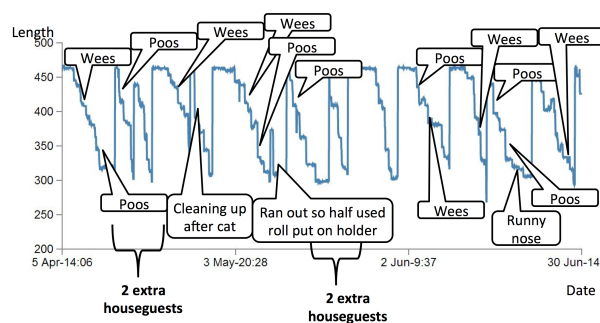 Length
500
450
400
350
300
250
200
Wees
Poos
Wees
Wees
Poos
Poos
Poos
Wees
Poos
Wees
Poos
Cleaning up
after cat
Ran out so half used
roll put on holder
Wees
Runny
nose
Poos
5 Apr-14:06
3 May-20:28
2 Jun-9:37
30 Jun-14
Date
2 extra
houseguests
2 extra
houseguests